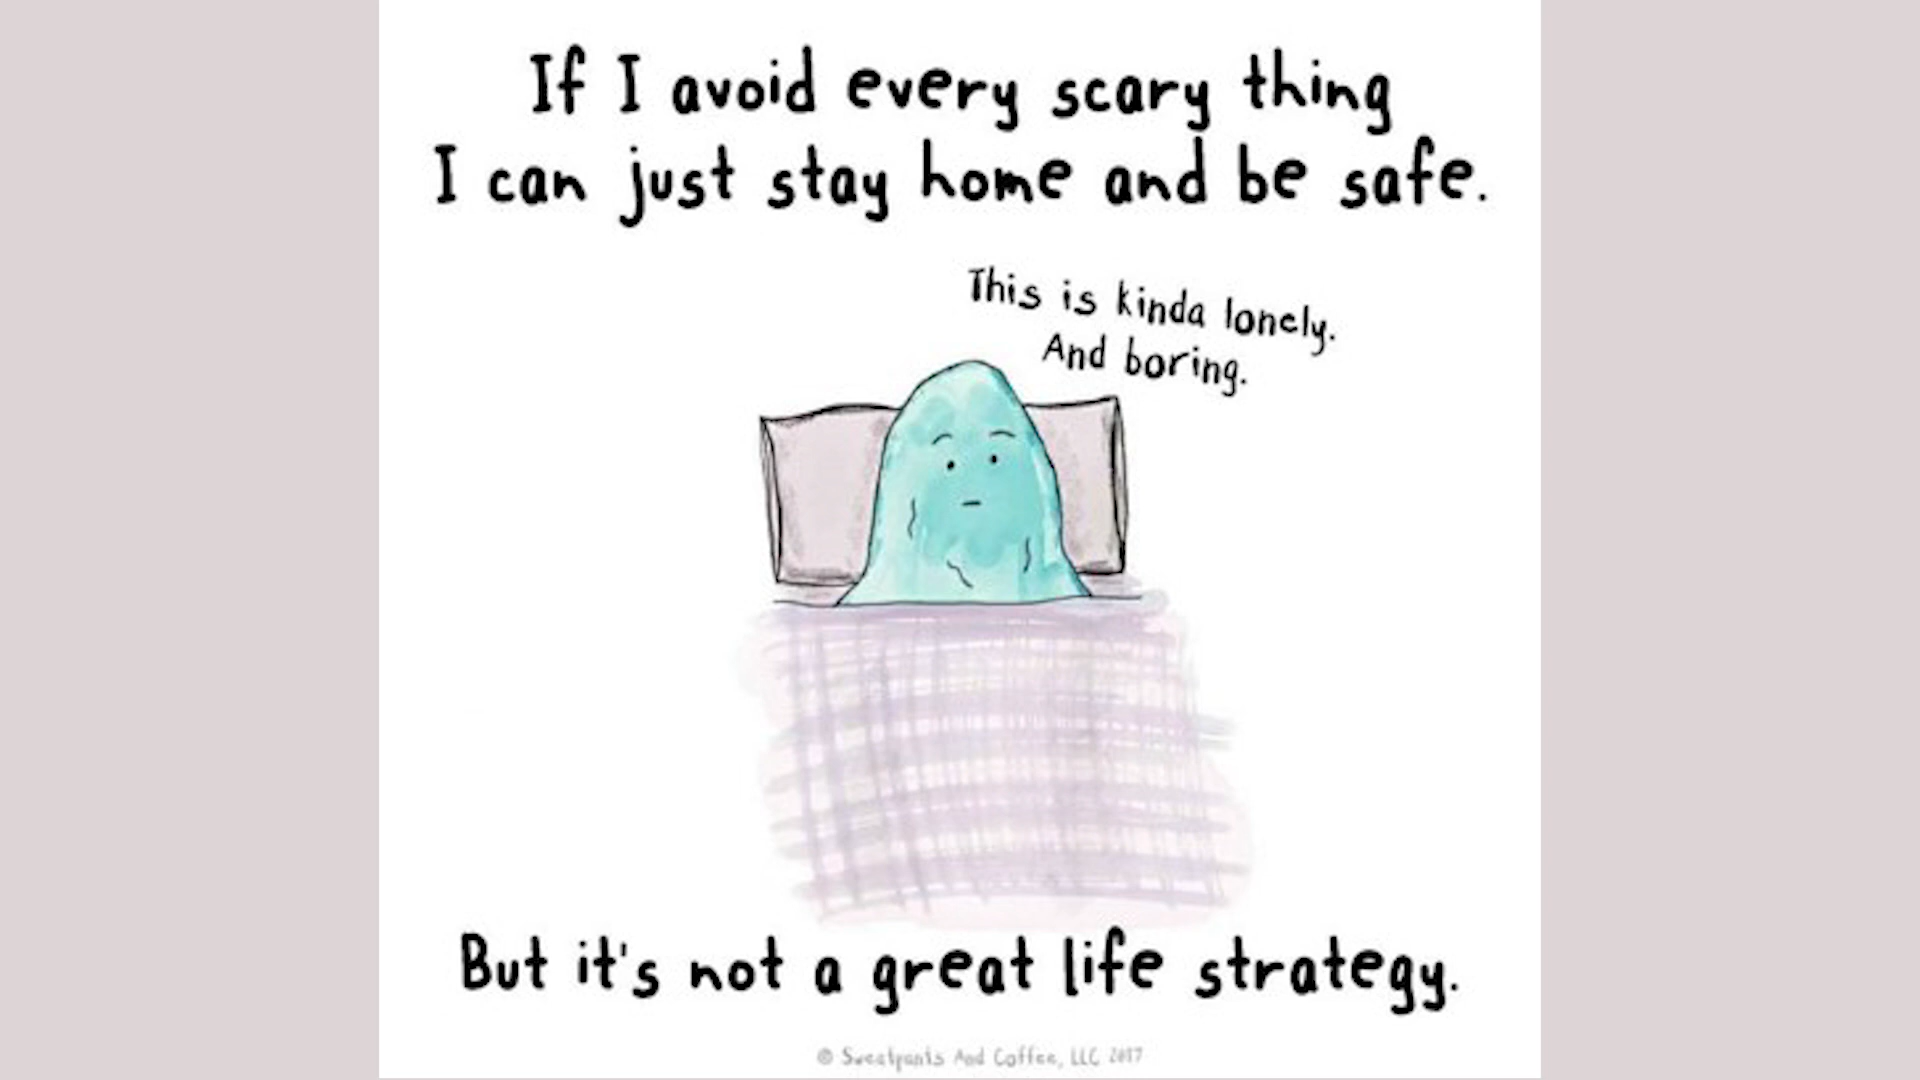 If I avoid every scary thing
I can just stay home and be safe.
This is kinda lonely.
And boring.
But it's not a great life strategy.
© Sweatpants And Coffee, LLC 2017